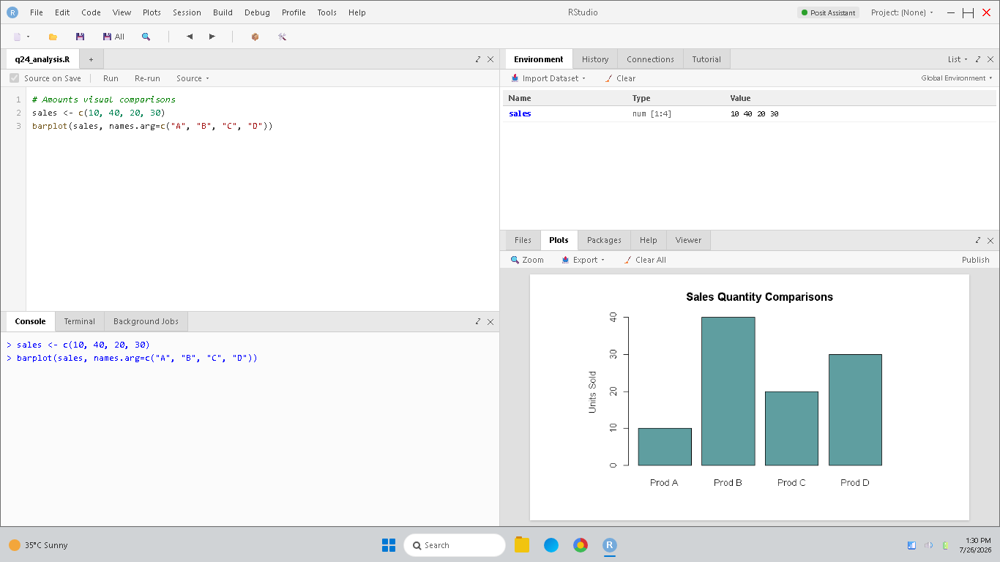 R File Edit Code View Plots Session Build Debug Profile Tools Help RStudio Posit Assistant Project: (None)
All
q24_analysis.R +
Source on Save Run Re-run Source
1 # Amounts visual comparisons
2 sales <- c(10, 40, 20, 30)
3 barplot(sales, names.arg=c("A", "B", "C", "D"))
Console Terminal Background Jobs
> sales <- c(10, 40, 20, 30)
> barplot(sales, names.arg=c("A", "B", "C", "D"))
Environment History Connections Tutorial List
Import Dataset Clear Global Environment
Name Type Value
sales num [1:4] 10 40 20 30
Files Plots Packages Help Viewer
Zoom Export Clear All Publish
Sales Quantity Comparisons
Units Sold
40
30
20
10
0
Prod A Prod B Prod C Prod D
35°C Sunny Search R 1:30 PM
7/26/2026